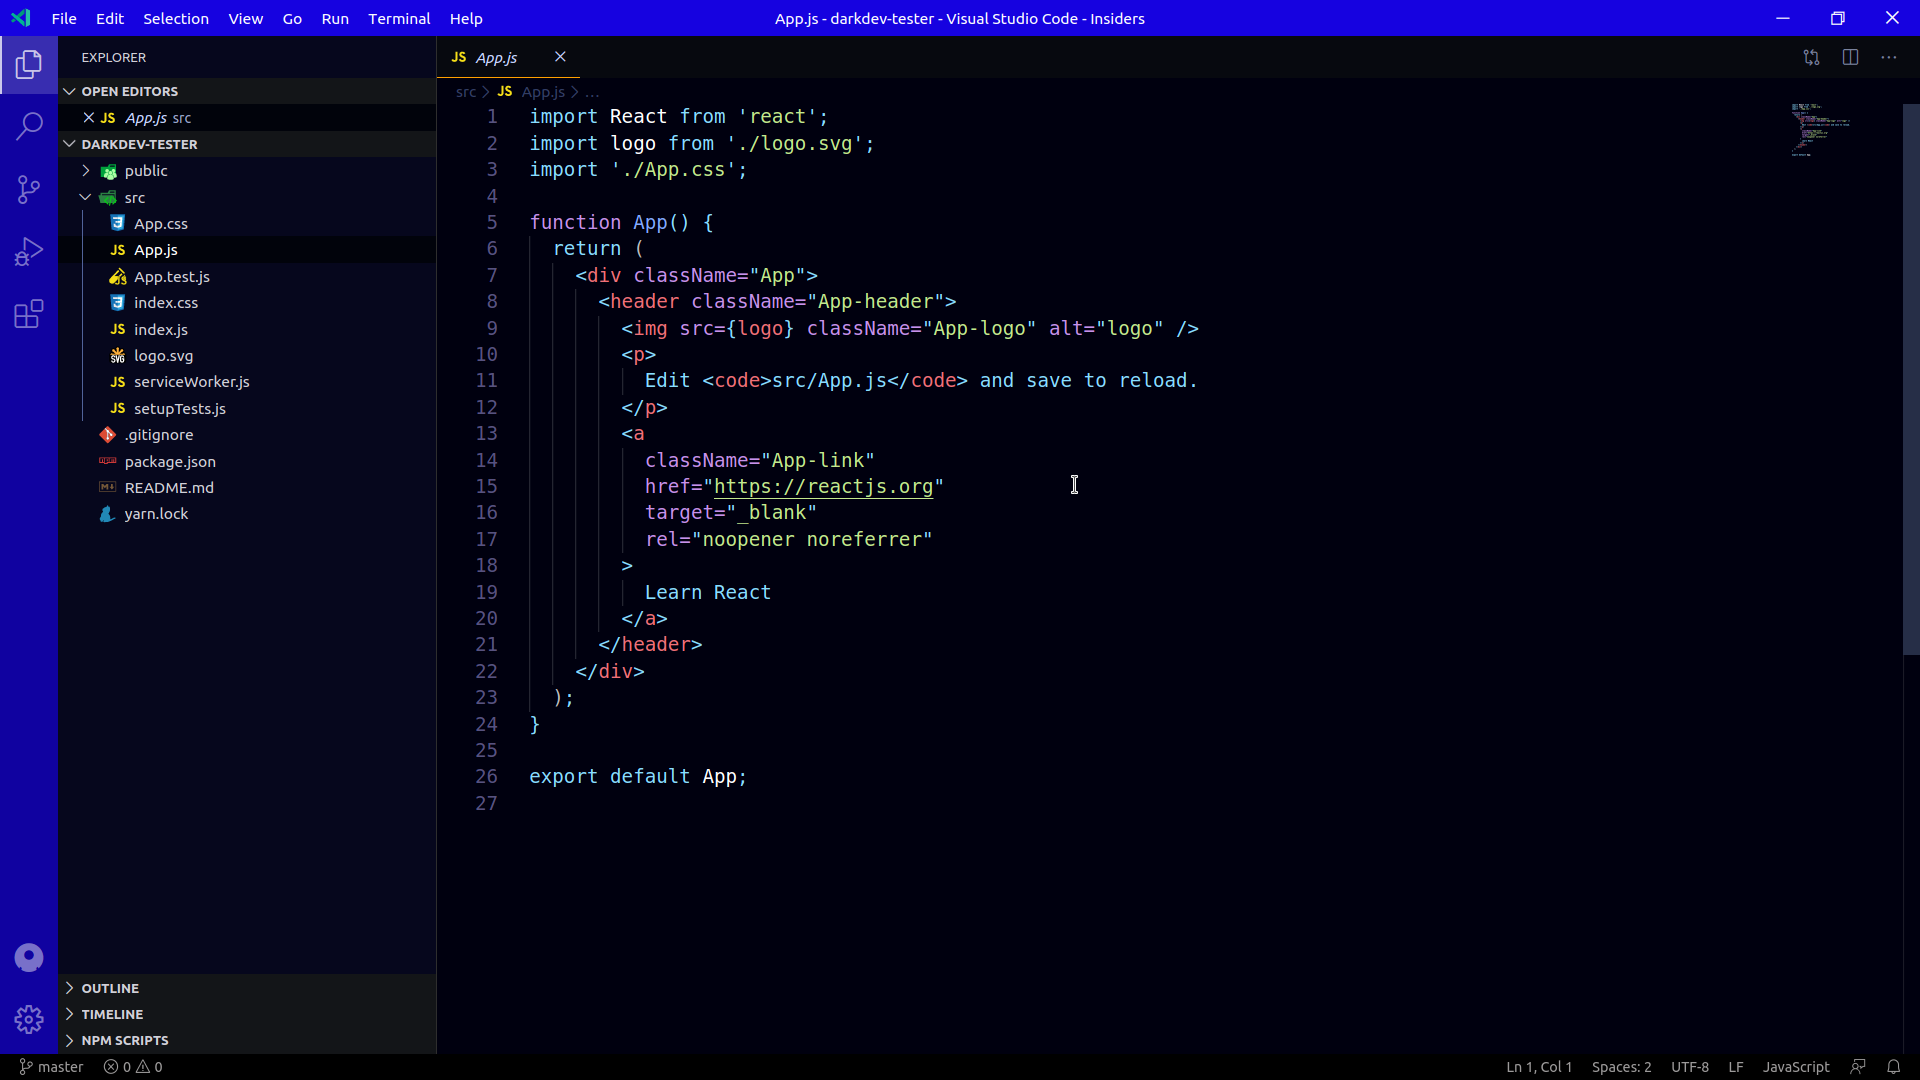 File Edit Selection View Go Run Terminal Help App.js - darkdev-tester - Visual Studio Code - Insiders
EXPLORER
OPEN EDITORS
JS App.js src
DARKDEV-TESTER
public
src
App.css
JS App.js
App.test.js
index.css
JS index.js
SVG logo.svg
JS serviceWorker.js
JS setupTests.js
.gitignore
package.json
README.md
yarn.lock
OUTLINE
TIMELINE
NPM SCRIPTS
JS App.js
src > JS App.js > ...
1 import React from 'react';
2 import logo from './logo.svg';
3 import './App.css';
4
5 function App() {
6 return (
7 <div className="App">
8 <header className="App-header">
9 <img src={logo} className="App-logo" alt="logo" />
10 <p>
11 Edit <code>src/App.js</code> and save to reload.
12 </p>
13 <a
14 className="App-link"
15 href="https://reactjs.org"
16 target="_blank"
17 rel="noopener noreferrer"
18 >
19 Learn React
20 </a>
21 </header>
22 </div>
23 );
24 }
25
26 export default App;
27
master 0 0 Ln 1, Col 1 Spaces: 2 UTF-8 LF JavaScript